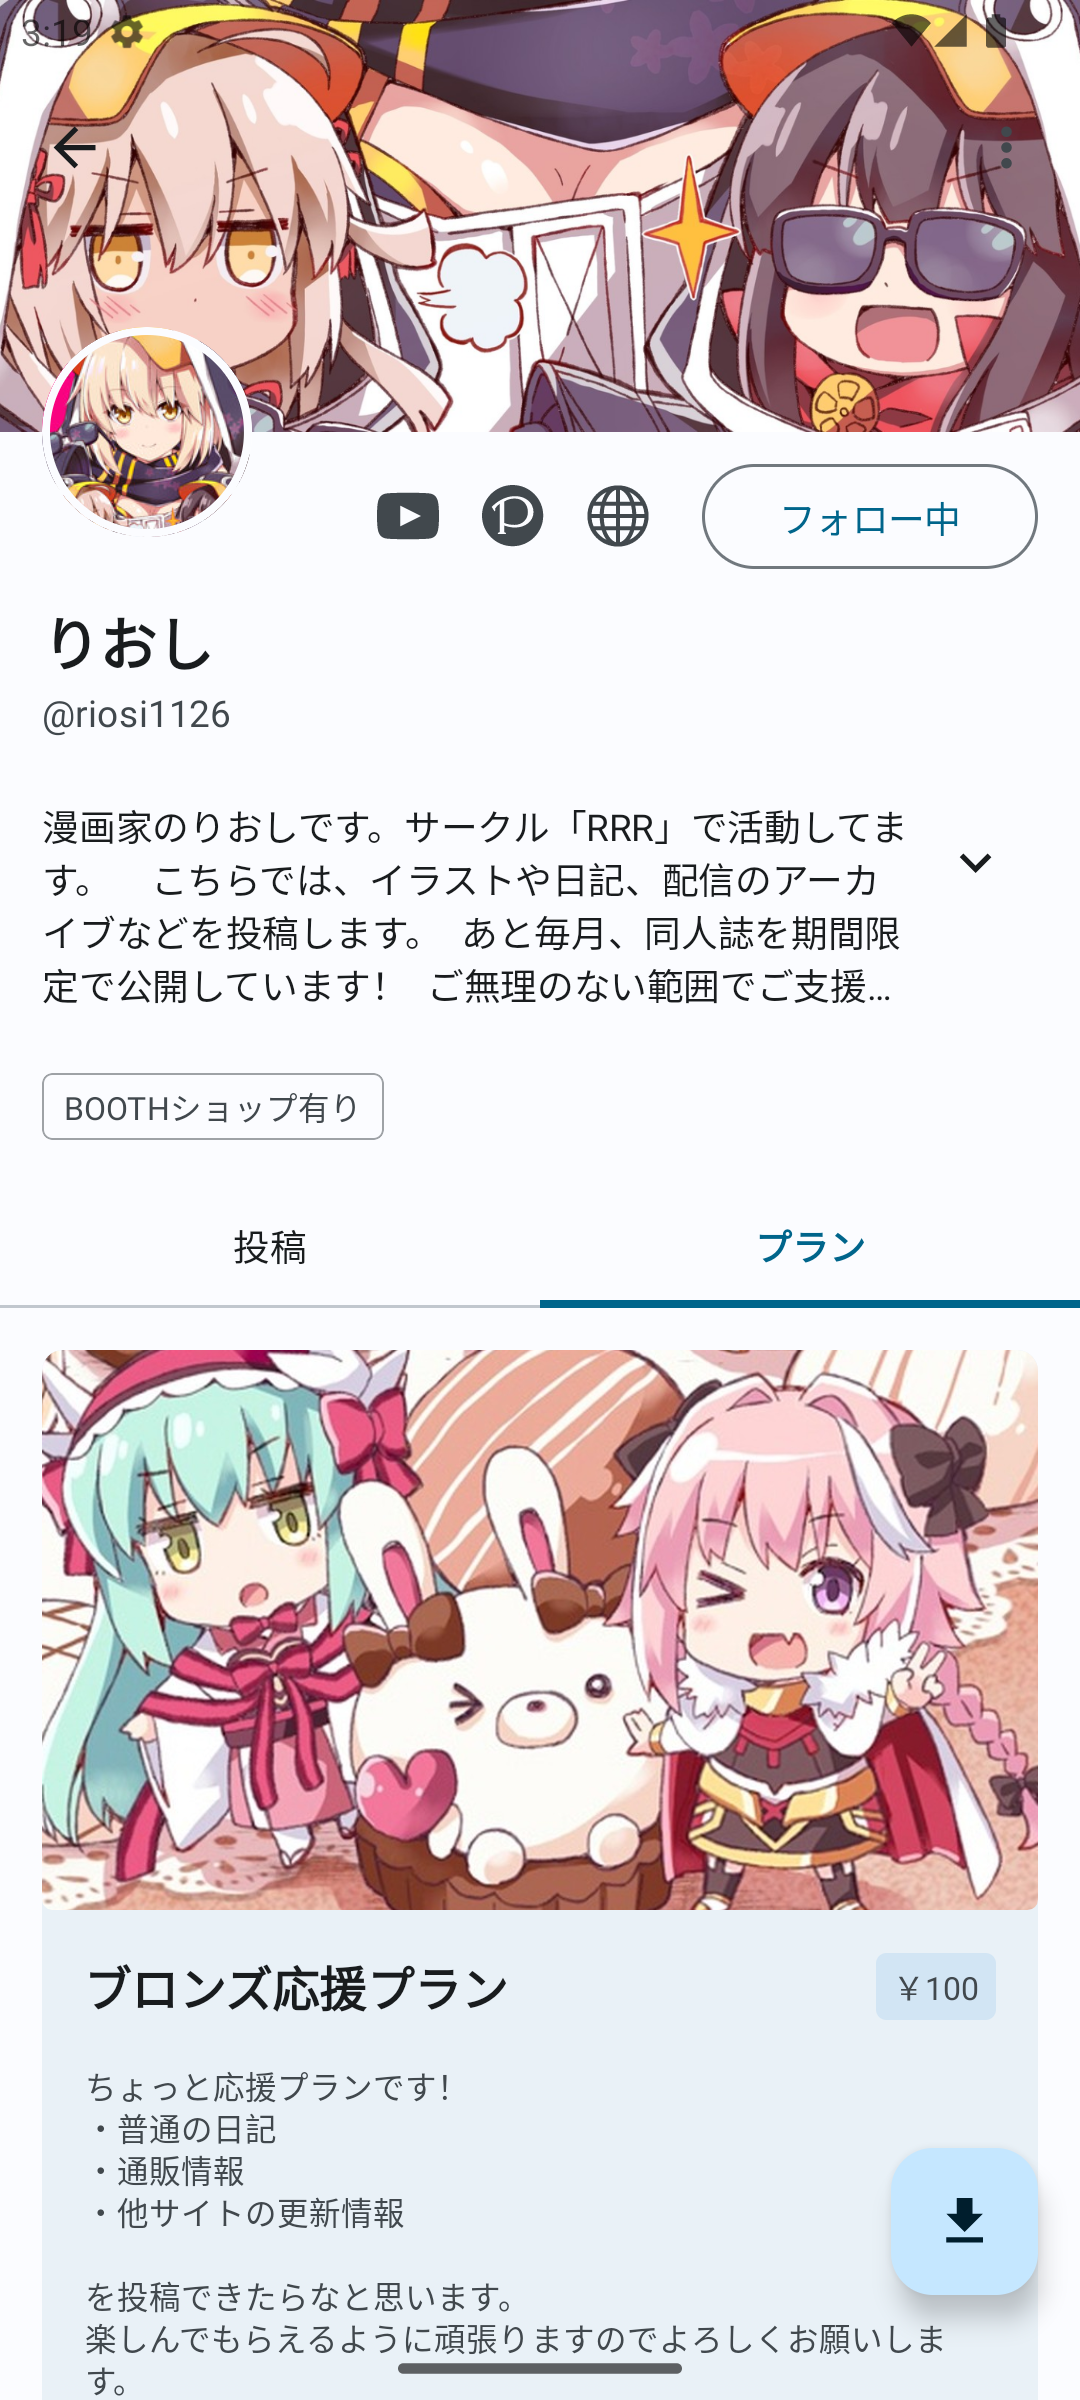 3:19
フォロー中
りおし
@riosi1126
漫画家のりおしです。サークル「RRR」で活動してま
す。　こちらでは、イラストや日記、配信のアーカ
イブなどを投稿します。　あと毎月、同人誌を期間限
定で公開しています！　ご無理のない範囲でご支援…
BOOTHショップ有り
投稿
プラン
ブロンズ応援プラン
￥100
ちょっと応援プランです！
・普通の日記
・通販情報
・他サイトの更新情報
を投稿できたらなと思います。
楽しんでもらえるように頑張りますのでよろしくお願いしま
す。